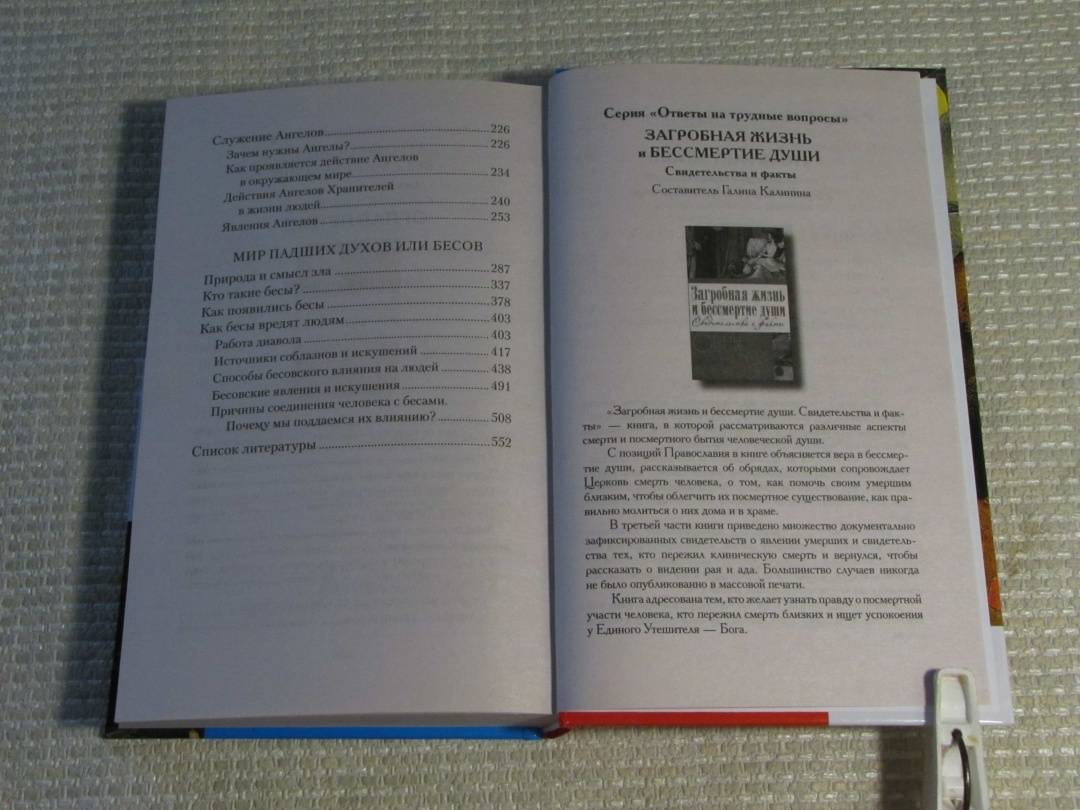 Служение Ангелов 226
Зачем нужны Ангелы? 226
Как проявляется действие Ангелов
в окружающем мире 234
Действия Ангелов Хранителей
в жизни людей 240
Явления Ангелов 253
МИР ПАДШИХ ДУХОВ ИЛИ БЕСОВ
Природа и смысл зла 287
Кто такие бесы? 337
Как появились бесы 378
Как бесы вредят людям 403
Работа диавола 403
Источники соблазнов и искушений 417
Способы бесовского влияния на людей 438
Бесовские явления и искушения 491
Причины соединения человека с бесами.
Почему мы поддаемся их влиянию? 508
Список литературы 552
Серия «Ответы на трудные вопросы»
ЗАГРОБНАЯ ЖИЗНЬ
и БЕССМЕРТИЕ ДУШИ
Свидетельства и факты
Составитель Галина Калинина
Загробная жизнь
и бессмертие души
Свидетельства и факты
«Загробная жизнь и бессмертие души. Свидетельства и фак-
ты» — книга, в которой рассматриваются различные аспекты
смерти и посмертного бытия человеческой души.
С позиций Православия в книге объясняется вера в бессмер-
тие души, рассказывается об обрядах, которыми сопровождает
Церковь смерть человека, о том, как помочь своим умершим
близким, чтобы облегчить их посмертное существование, как пра-
вильно молиться о них дома и в храме.
В третьей части книги приведено множество документально
зафиксированных свидетельств о явлении умерших и свидетель-
ства тех, кто пережил клиническую смерть и вернулся, чтобы
рассказать о видении рая и ада. Большинство случаев никогда
не было опубликованно в массовой печати.
Книга адресована тем, кто желает узнать правду о посмертной
участи человека, кто пережил смерть близких и ищет успокоения
у Единого Утешителя — Бога.